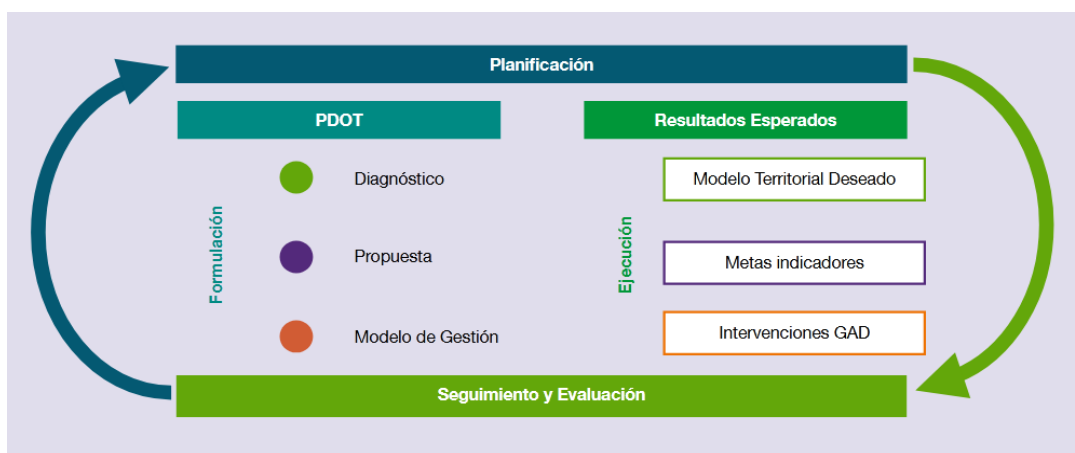 Planificación
PDOT
Resultados Esperados
Formulación
Diagnóstico
Propuesta
Modelo de Gestión
Ejecución
Modelo Territorial Deseado
Metas indicadores
Intervenciones GAD
Seguimiento y Evaluación